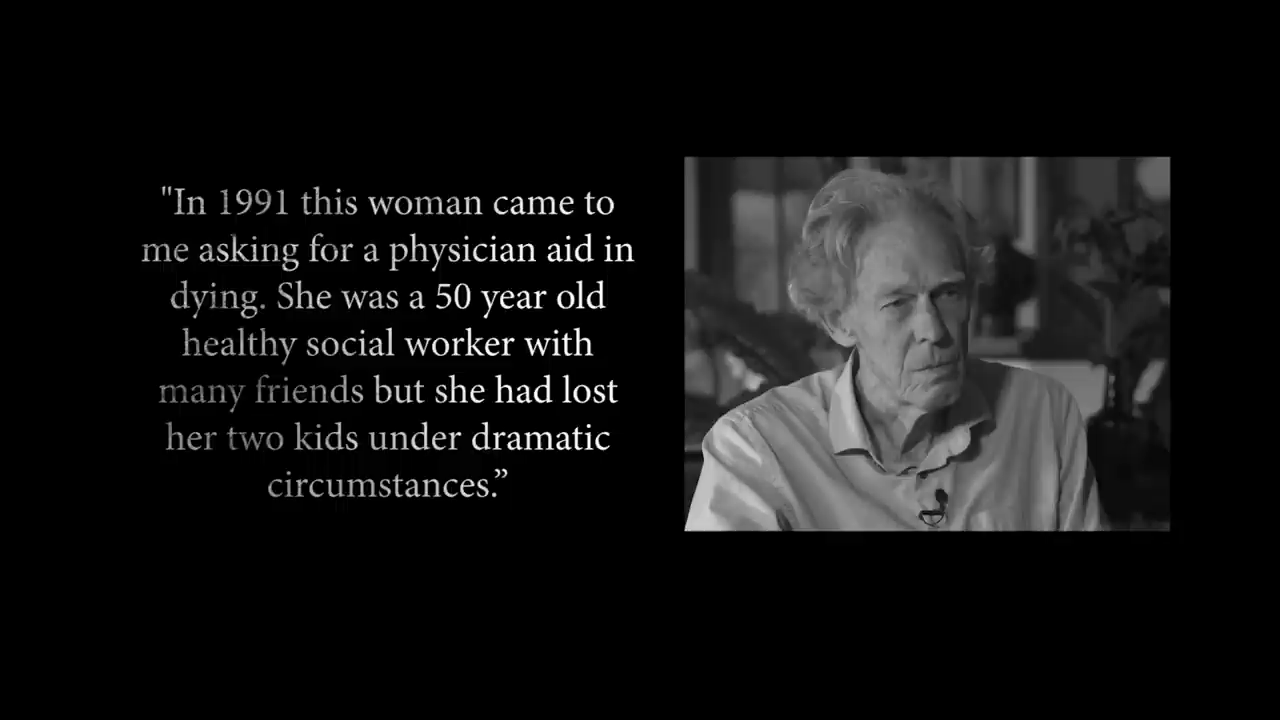 "In 1991 this woman came to
me asking for a physician aid in
dying. She was a 50 year old
healthy social worker with
many friends but she had lost
her two kids under dramatic
circumstances.”